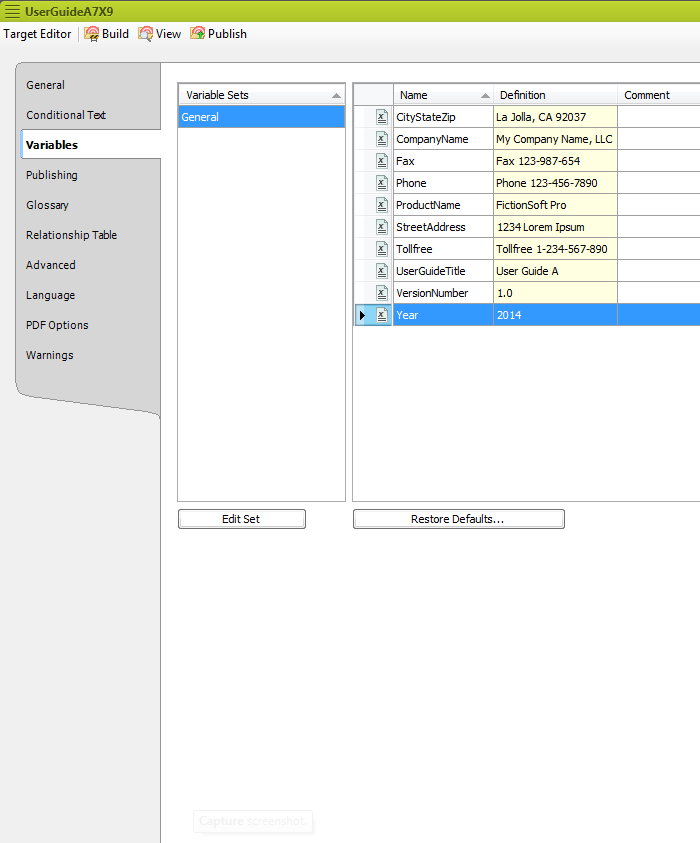 UserGuideA7X9
Target Editor Build View Publish
General
Conditional Text
Variables
Publishing
Glossary
Relationship Table
Advanced
Language
PDF Options
Warnings
Variable Sets
General
Edit Set
Name Definition Comment
CityStateZip La Jolla, CA 92037
CompanyName My Company Name, LLC
Fax Fax 123-987-654
Phone Phone 123-456-7890
ProductName FictionSoft Pro
StreetAddress 1234 Lorem Ipsum
Tollfree Tollfree 1-234-567-890
UserGuideTitle User Guide A
VersionNumber 1.0
Year 2014
Restore Defaults...
Capture screenshot